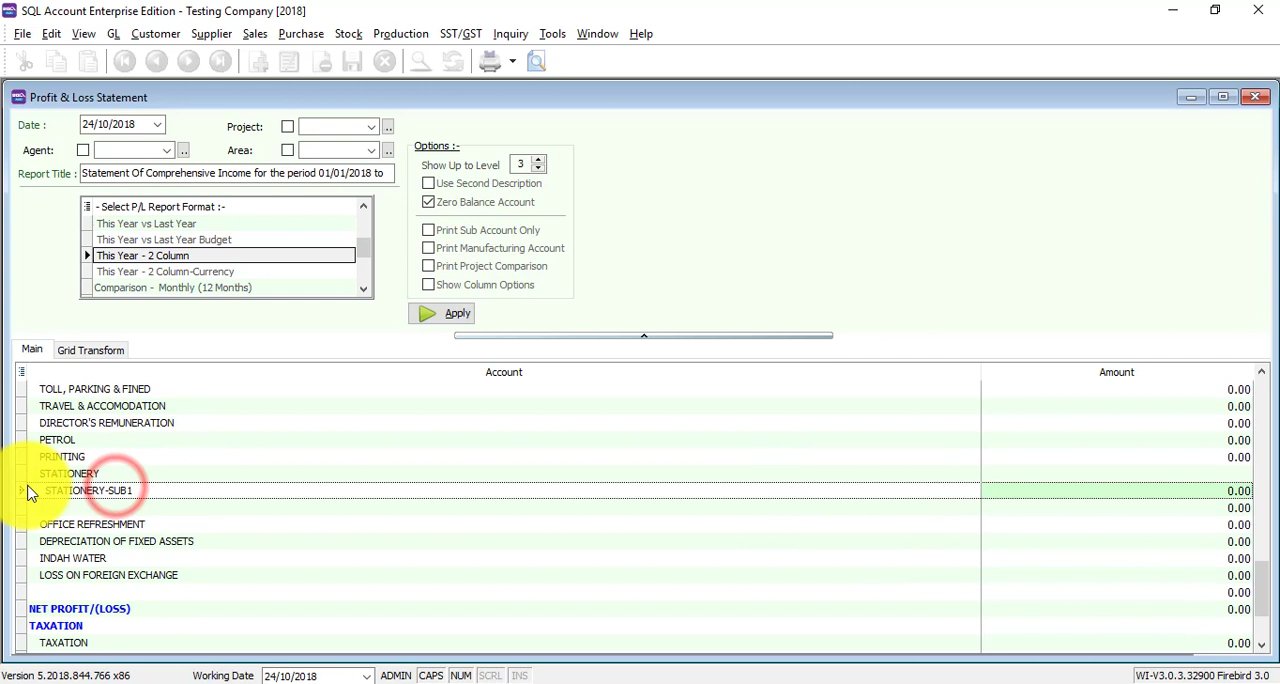 SQL Account Enterprise Edition - Testing Company [2018]
File Edit View GL Customer Supplier Sales Purchase Stock Production SST/GST Inquiry Tools Window Help
Profit & Loss Statement
Date : 24/10/2018 Project:
Agent: Area:
Report Title : Statement Of Comprehensive Income for the period 01/01/2018 to
- Select P/L Report Format :-
This Year vs Last Year
This Year vs Last Year Budget
This Year - 2 Column
This Year - 2 Column-Currency
Comparison - Monthly (12 Months)
Options :-
Show Up to Level 3
Use Second Description
Zero Balance Account
Print Sub Account Only
Print Manufacturing Account
Print Project Comparison
Show Column Options
Apply
Main Grid Transform
Account Amount
TOLL, PARKING & FINED 0.00
TRAVEL & ACCOMODATION 0.00
DIRECTOR'S REMUNERATION 0.00
PETROL 0.00
PRINTING 0.00
STATIONERY
STATIONERY-SUB1 0.00
0.00
OFFICE REFRESHMENT 0.00
DEPRECIATION OF FIXED ASSETS 0.00
INDAH WATER 0.00
LOSS ON FOREIGN EXCHANGE 0.00
0.00
NET PROFIT/(LOSS) 0.00
TAXATION
TAXATION 0.00
Version 5.2018.844.766 x86 Working Date 24/10/2018 ADMIN CAPS NUM SCRL INS WI-V3.0.3.32900 Firebird 3.0